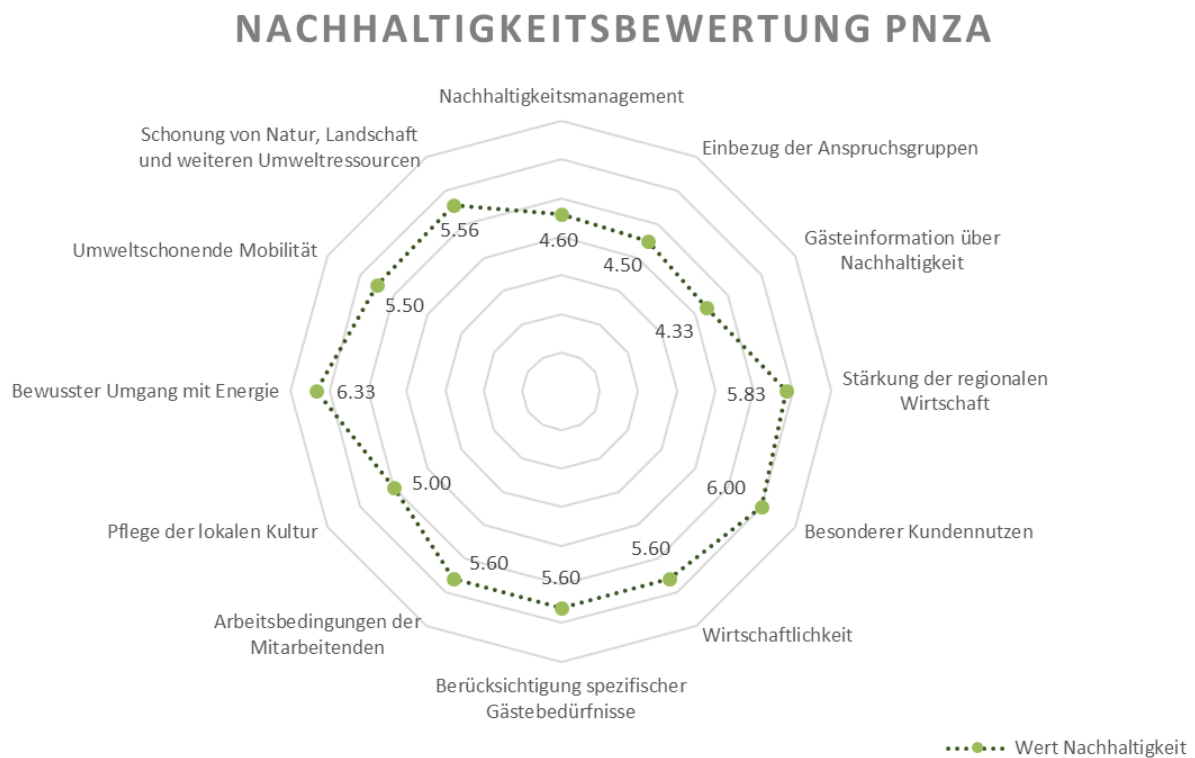 NACHHALTIGKEITSBEWERTUNG PNZA
Nachhaltigkeitsmanagement
Einbezug der Anspruchsgruppen
Gästeinformation über
Nachhaltigkeit
Stärkung der regionalen
Wirtschaft
Besonderer Kundennutzen
Wirtschaftlichkeit
Berücksichtigung spezifischer
Gästebedürfnisse
Arbeitsbedingungen der
Mitarbeitenden
Pflege der lokalen Kultur
Bewusster Umgang mit Energie
Umweltschonende Mobilität
Schonung von Natur, Landschaft
und weiteren Umweltressourcen
4.60
4.50
4.33
5.83
6.00
5.60
5.60
5.60
5.00
6.33
5.50
5.56
Wert Nachhaltigkeit